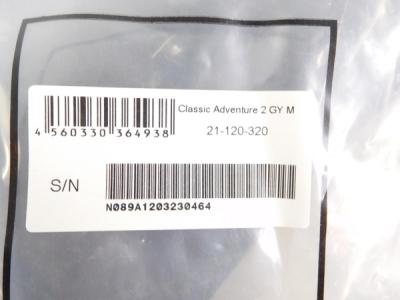 Classic Adventure 2 GY M
4 560330 364938
21-120-320
S/N
N089A1203230464